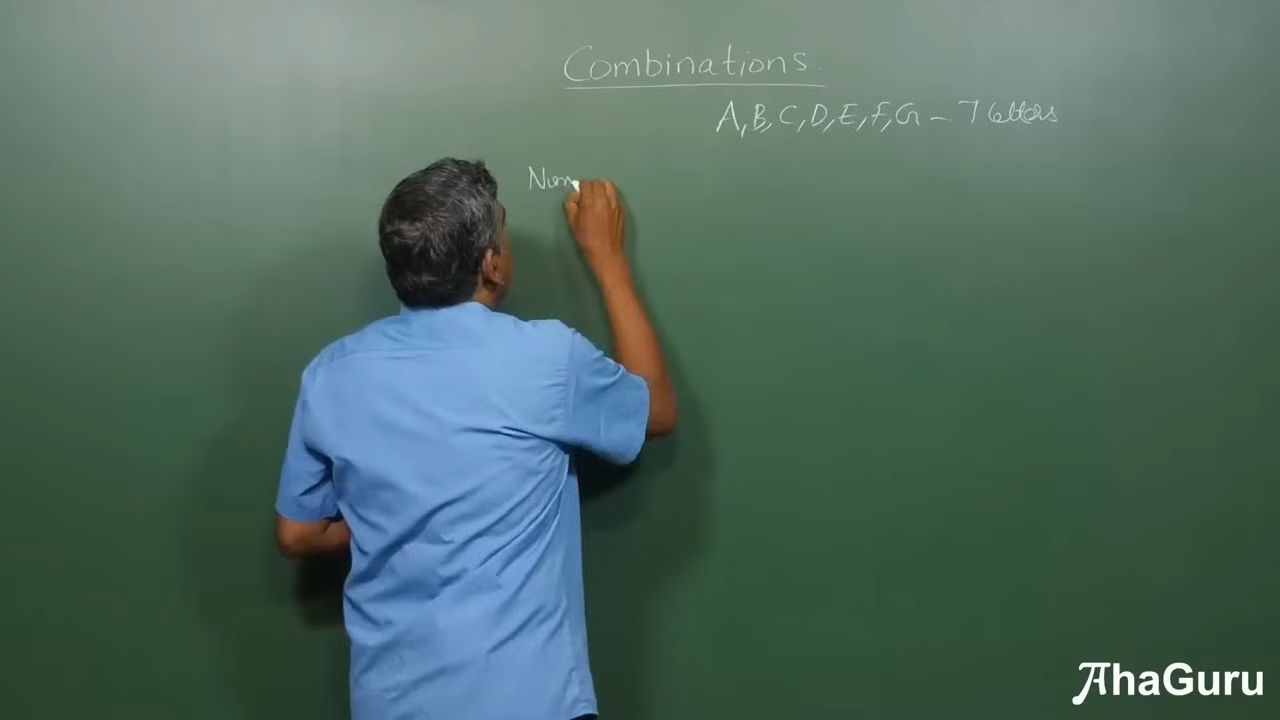 Combinations
A, B, C, D, E, F, G - 7 letters
Num
AhaGuru